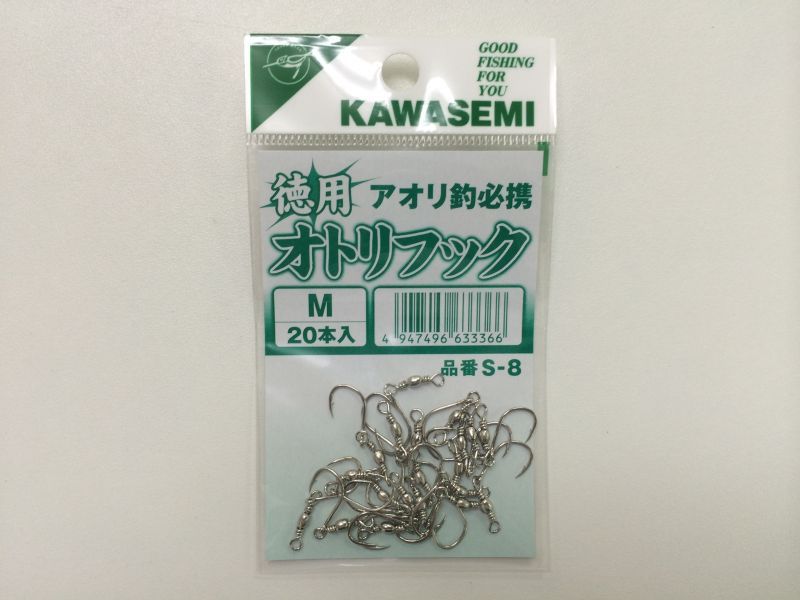 GOOD
FISHING
FOR
YOU
KAWASEMI
徳用 アオリ釣必携
オトリフック
M
20本入
4 947496 633366
品番 S-8